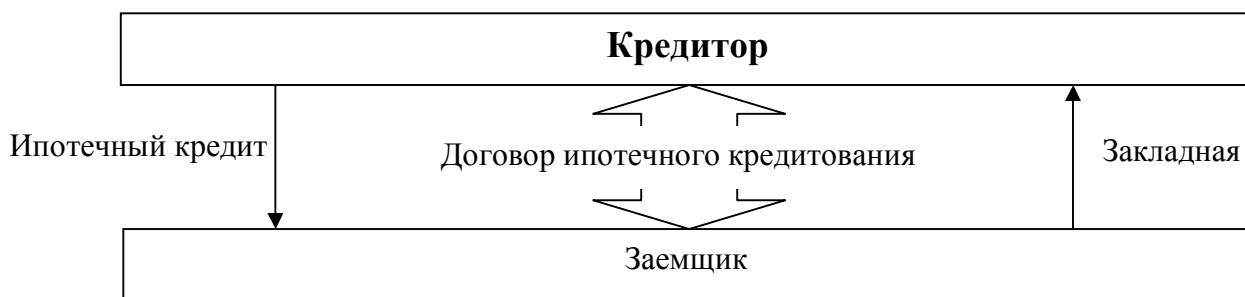 Кредитор
Ипотечный кредит
Договор ипотечного кредитования
Закладная
Заемщик